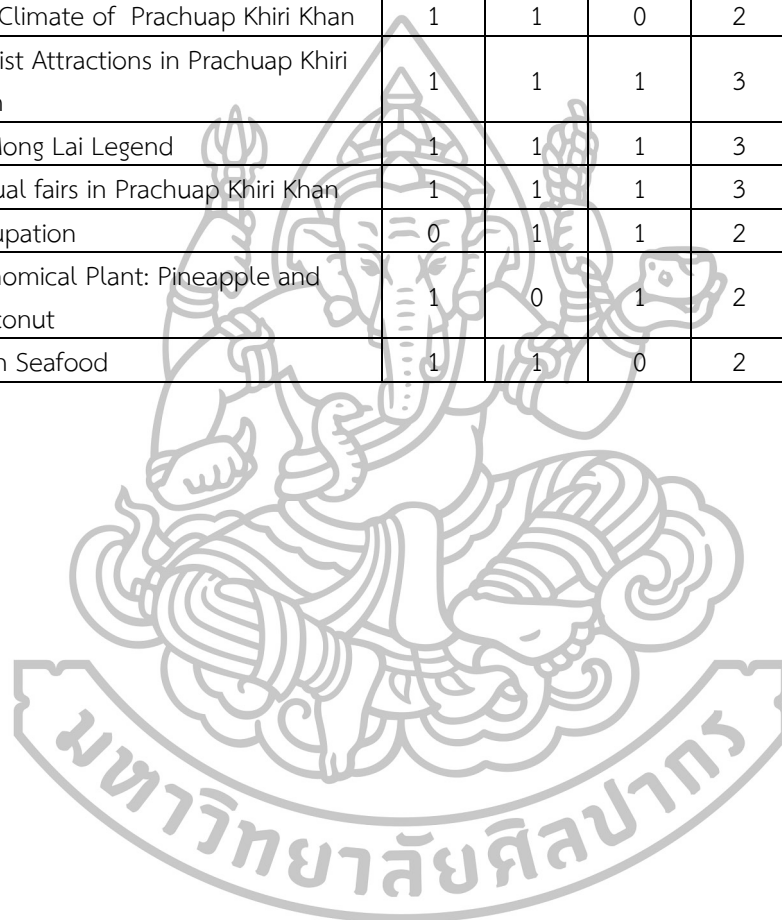 Climate of Prachuap Khiri Khan 1 1 0 2
ist Attractions in Prachuap Khiri
1 1 1 3
n
ong Lai Legend 1 1 1 3
ual fairs in Prachuap Khiri Khan 1 1 1 3
upation 0 1 1 2
nomical Plant: Pineapple and
1 0 1 2
onut
n Seafood 1 1 0 2
มหาวิทยาลัยศิลปากร